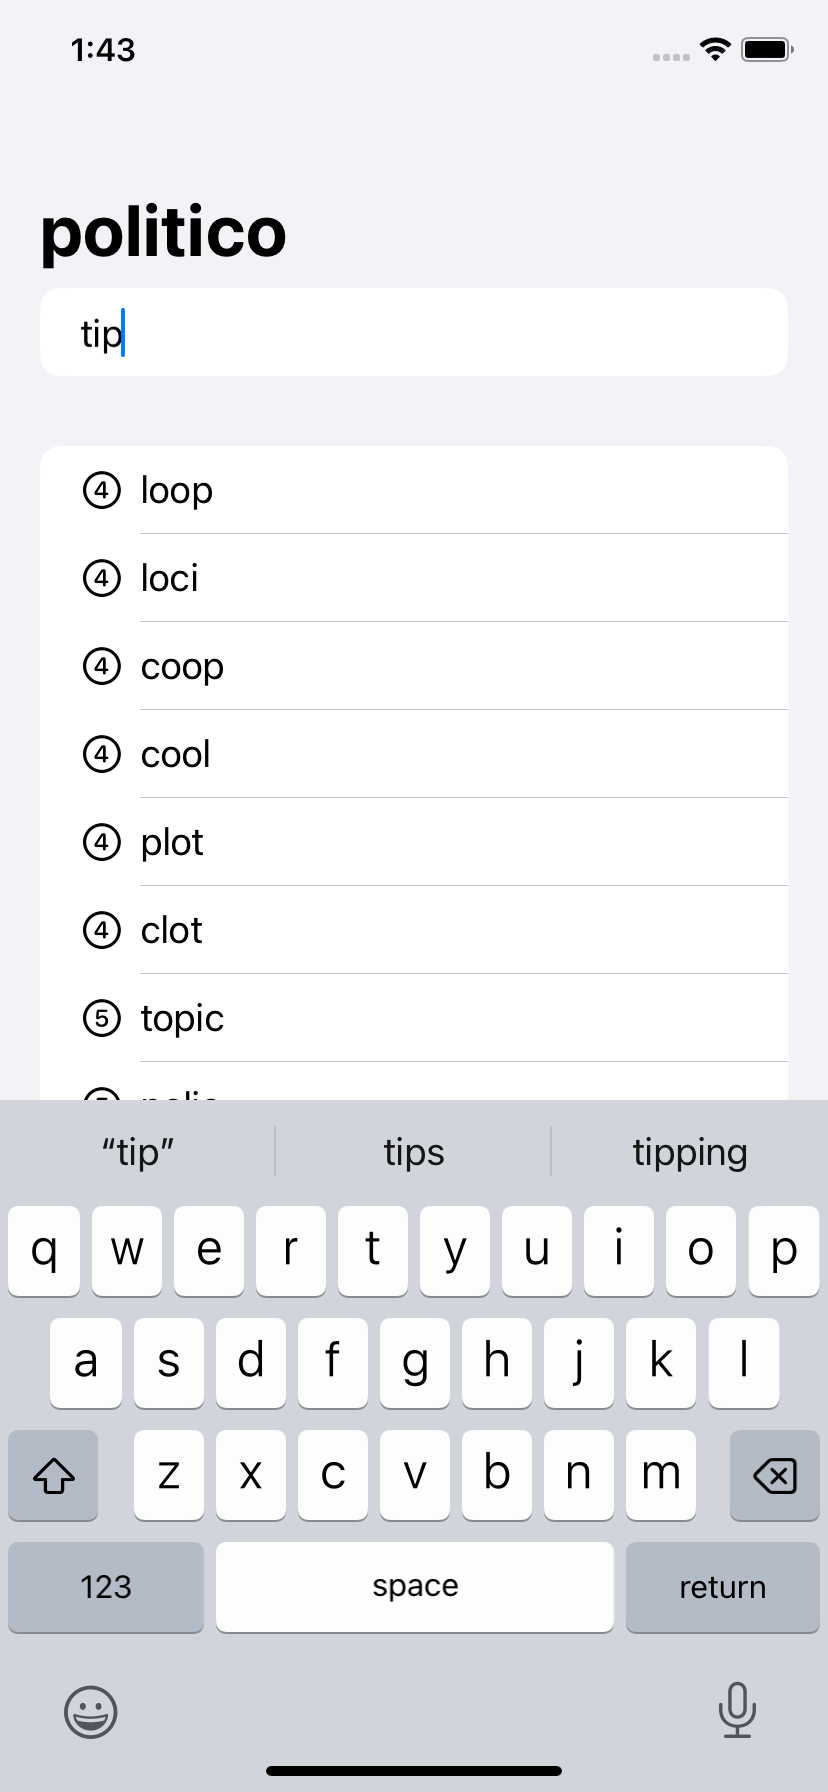 1:43
politico
tip
4 loop
4 loci
4 coop
4 cool
4 plot
4 clot
5 topic
“tip” tips tipping
q w e r t y u i o p
a s d f g h j k l
z x c v b n m
123 space return